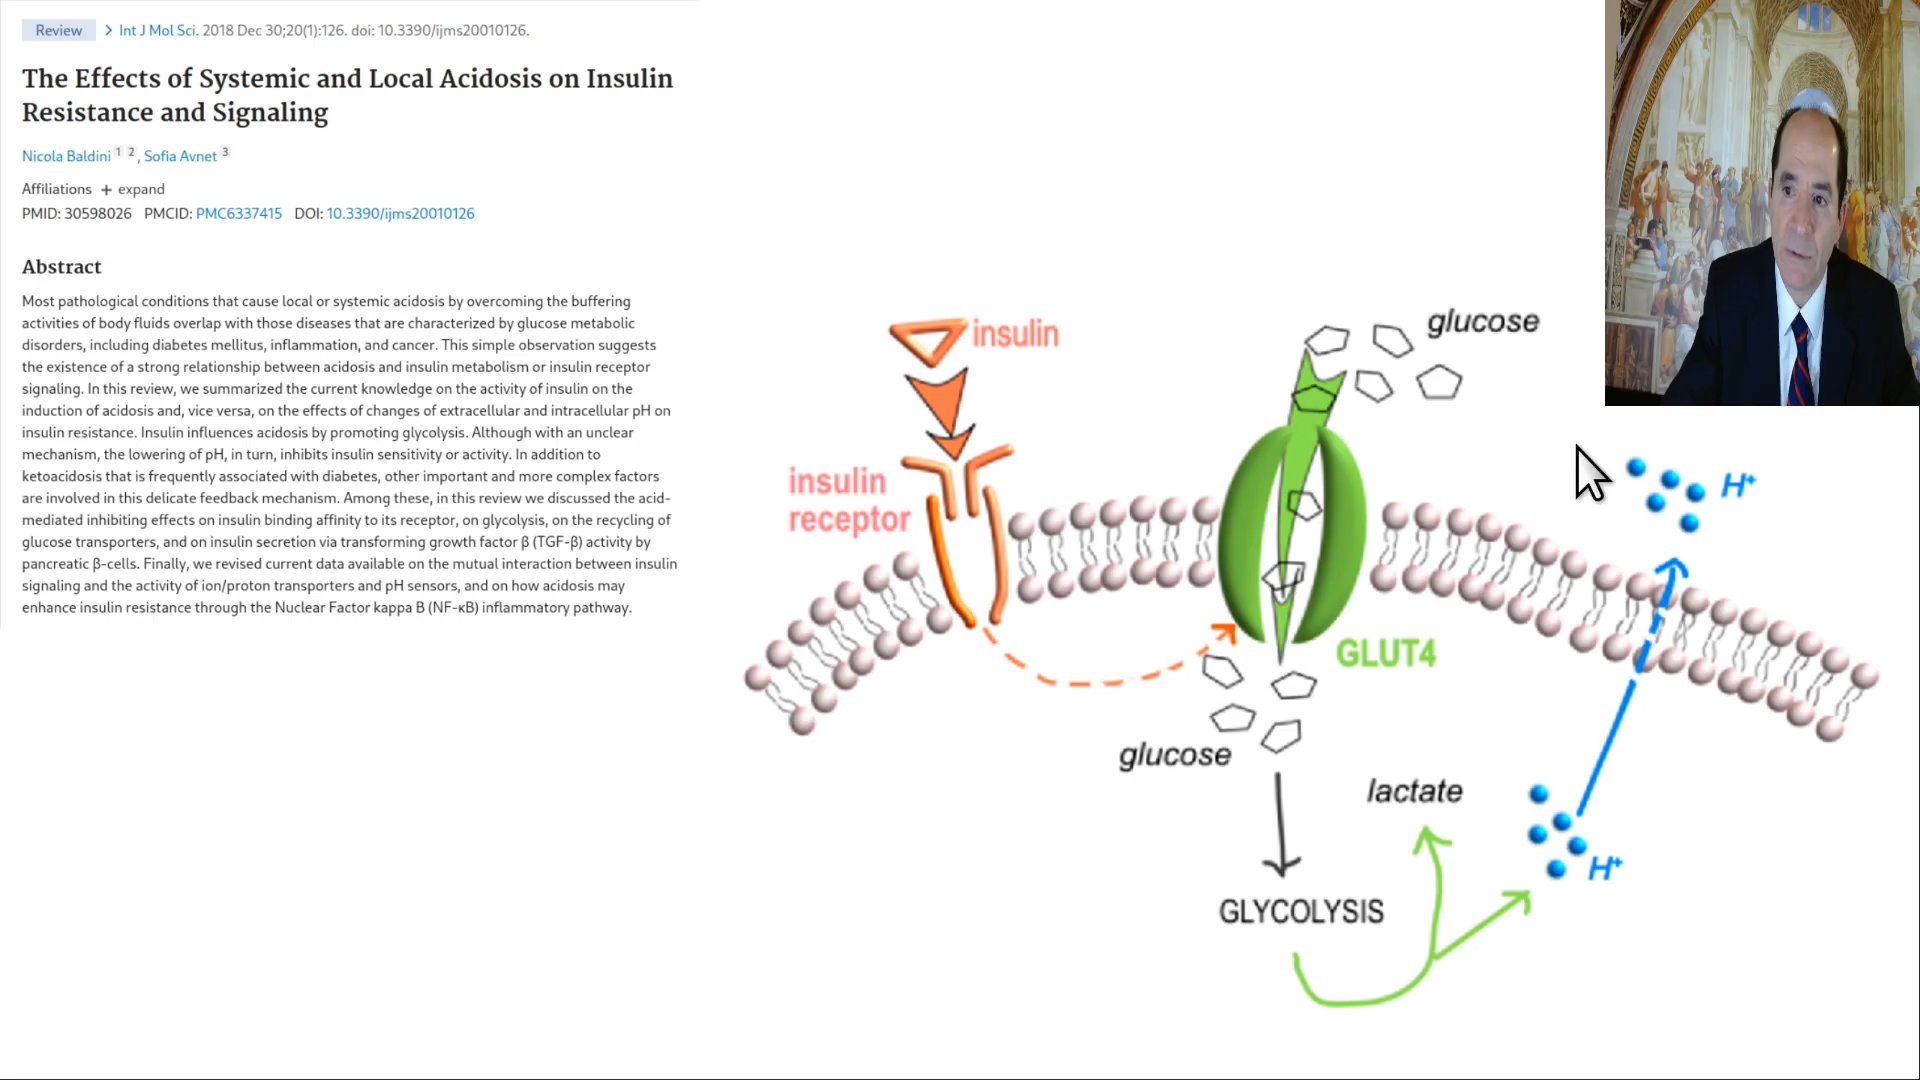 Review > Int J Mol Sci. 2018 Dec 30;20(1):126. doi: 10.3390/ijms20010126.
The Effects of Systemic and Local Acidosis on Insulin
Resistance and Signaling
Nicola Baldini 1 2, Sofia Avnet 3
Affiliations + expand
PMID: 30598026 PMCID: PMC6337415 DOI: 10.3390/ijms20010126
Abstract
Most pathological conditions that cause local or systemic acidosis by overcoming the buffering
activities of body fluids overlap with those diseases that are characterized by glucose metabolic
disorders, including diabetes mellitus, inflammation, and cancer. This simple observation suggests
the existence of a strong relationship between acidosis and insulin metabolism or insulin receptor
signaling. In this review, we summarized the current knowledge on the activity of insulin on the
induction of acidosis and, vice versa, on the effects of changes of extracellular and intracellular pH on
insulin resistance. Insulin influences acidosis by promoting glycolysis. Although with an unclear
mechanism, the lowering of pH, in turn, inhibits insulin sensitivity or activity. In addition to
ketoacidosis that is frequently associated with diabetes, other important and more complex factors
are involved in this delicate feedback mechanism. Among these, in this review we discussed the acid-
mediated inhibiting effects on insulin binding affinity to its receptor, on glycolysis, on the recycling of
glucose transporters, and on insulin secretion via transforming growth factor β (TGF-β) activity by
pancreatic β-cells. Finally, we revised current data available on the mutual interaction between insulin
signaling and the activity of ion/proton transporters and pH sensors, and on how acidosis may
enhance insulin resistance through the Nuclear Factor kappa B (NF-κB) inflammatory pathway.
insulin
glucose
insulin
receptor
H+
GLUT4
glucose
lactate
H+
GLYCOLYSIS